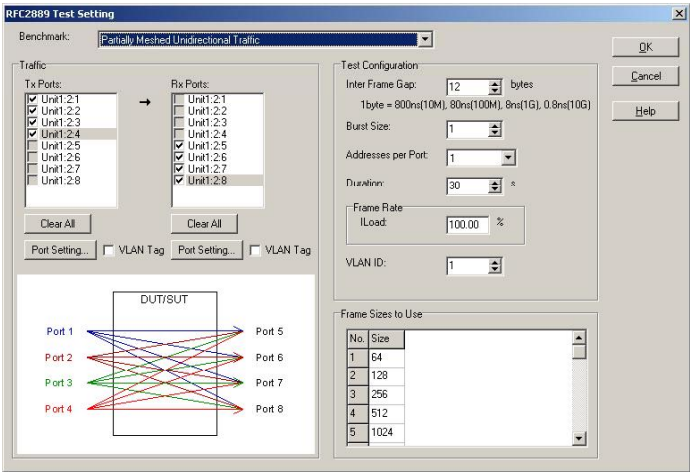 RFC2889 Test Setting
Benchmark: Partially Meshed Unidirectional Traffic
OK
Cancel
Help
Traffic
Tx Ports:
Unit1:2:1
Unit1:2:2
Unit1:2:3
Unit1:2:4
Unit1:2:5
Unit1:2:6
Unit1:2:7
Unit1:2:8
→
Rx Ports:
Unit1:2:1
Unit1:2:2
Unit1:2:3
Unit1:2:4
Unit1:2:5
Unit1:2:6
Unit1:2:7
Unit1:2:8
Clear All
Clear All
Port Setting... VLAN Tag Port Setting... VLAN Tag
DUT/SUT
Port 1 Port 5
Port 2 Port 6
Port 3 Port 7
Port 4 Port 8
Test Configuration
Inter Frame Gap: 12 bytes
1byte = 800ns(10M), 80ns(100M), 8ns(1G), 0.8ns(10G)
Burst Size: 1
Addresses per Port: 1
Duration: 30 s
Frame Rate
ILoad: 100.00 %
VLAN ID: 1
Frame Sizes to Use
No. Size
1 64
2 128
3 256
4 512
5 1024